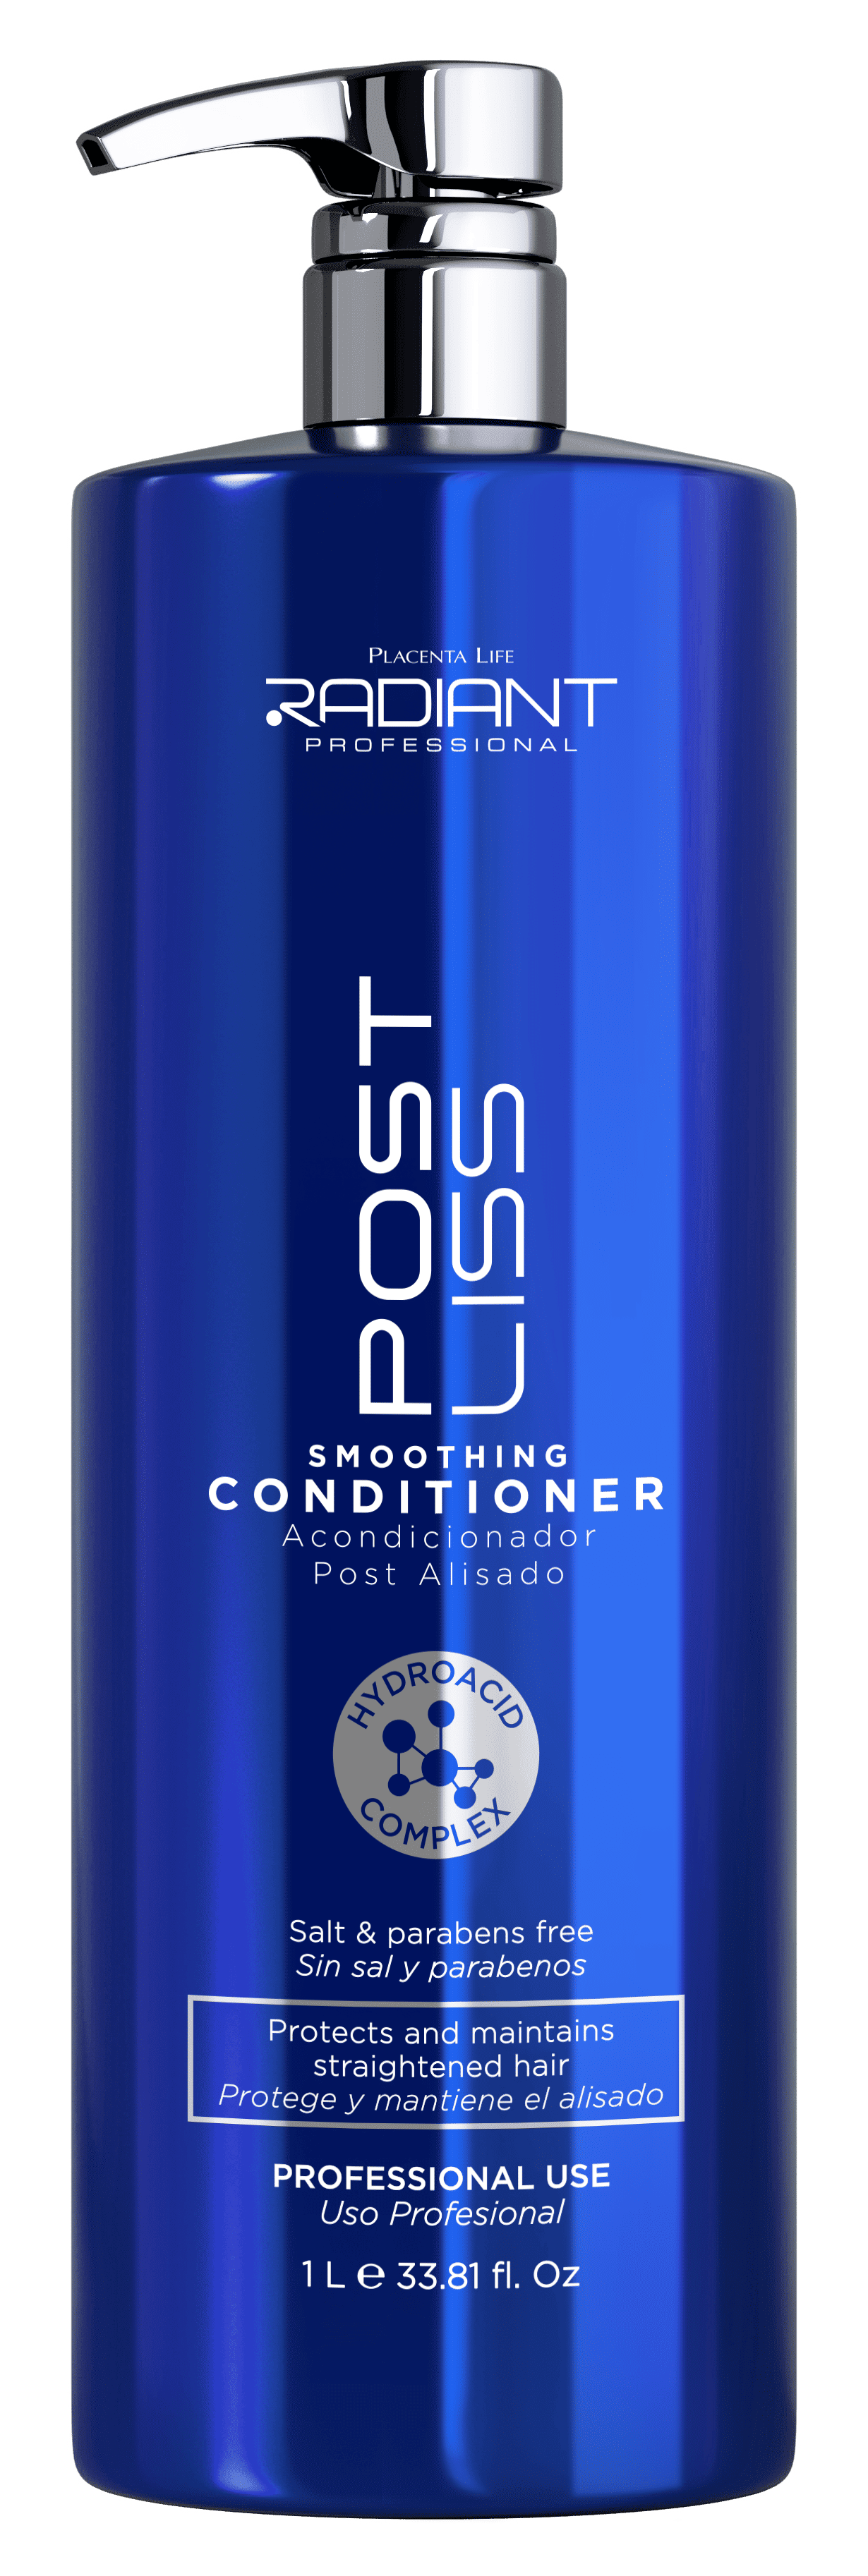 PLACENTA LIFE
RADIANT
PROFESSIONAL
POST
LISS
SMOOTHING
CONDITIONER
Acondicionador
Post Alisado
HYDROACID
COMPLEX
Salt & parabens free
Sin sal y parabenos
Protects and maintains
straightened hair
Protege y mantiene el alisado
PROFESSIONAL USE
Uso Profesional
1 L ℮ 33.81 fl. Oz